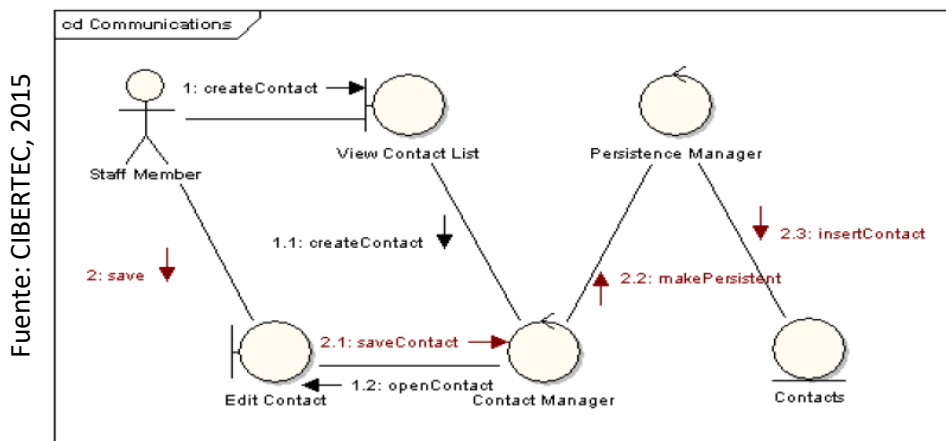 cd Communications
Fuente: CIBERTEC, 2015
1: createContact
View Contact List
Persistence Manager
Staff Member
1.1: createContact
2.3: insertContact
2: save
2.2: makePersistent
2.1: saveContact
1.2: openContact
Edit Contact
Contact Manager
Contacts